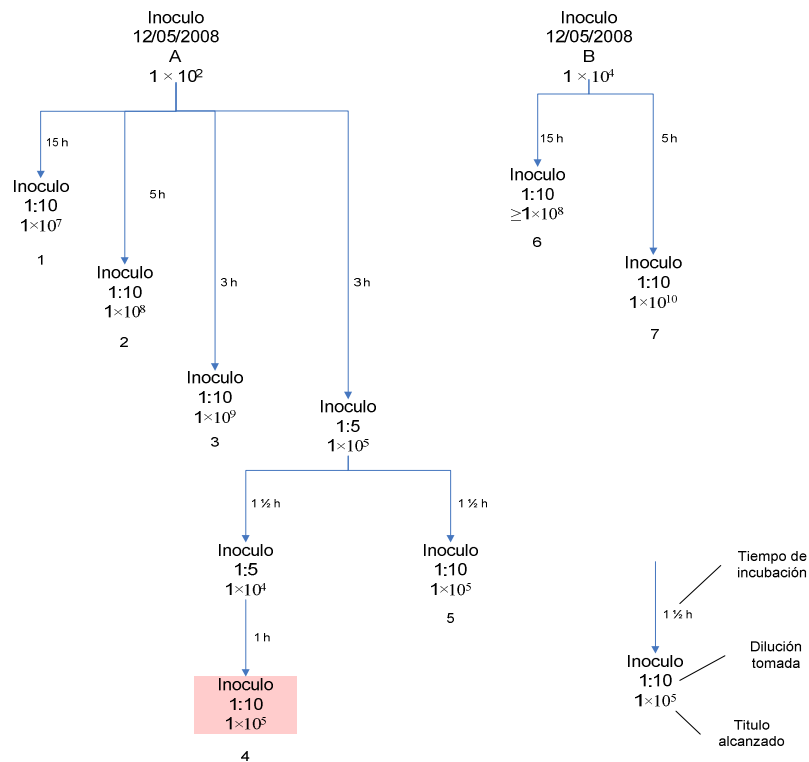 Inoculo
12/05/2008
A
1 × 10²
15 h
Inoculo
1:10
1×10⁷
1
5 h
Inoculo
1:10
1×10⁸
2
3 h
Inoculo
1:10
1×10⁹
3
3 h
Inoculo
1:5
1×10⁵
1 ½ h
Inoculo
1:5
1×10⁴
1 h
Inoculo
1:10
1×10⁵
4
1 ½ h
Inoculo
1:10
1×10⁵
5
Inoculo
12/05/2008
B
1 × 10⁴
15 h
Inoculo
1:10
≥1×10⁸
6
5 h
Inoculo
1:10
1×10¹⁰
7
Tiempo de
incubación
1 ½ h
Inoculo
1:10
1×10⁵
Dilución
tomada
Titulo
alcanzado